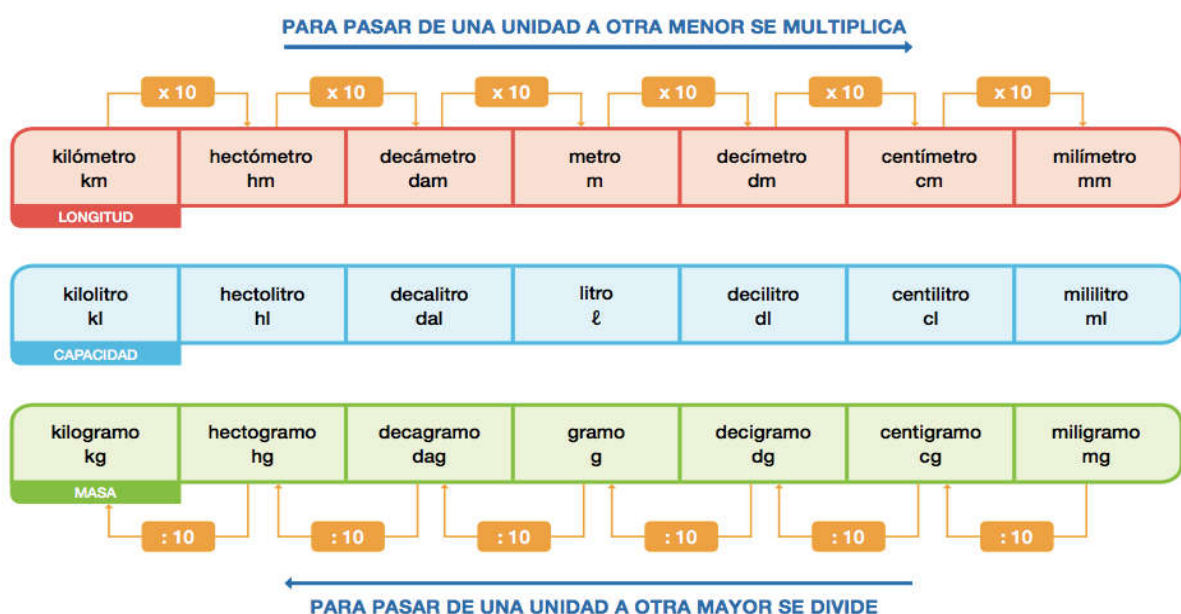 PARA PASAR DE UNA UNIDAD A OTRA MENOR SE MULTIPLICA
x 10 x 10 x 10 x 10 x 10 x 10
kilómetro hectómetro decámetro metro decímetro centímetro milímetro
km hm dam m dm cm mm
LONGITUD
kilolitro hectolitro decalitro litro decilitro centilitro mililitro
kl hl dal ℓ dl cl ml
CAPACIDAD
kilogramo hectogramo decagramo gramo decigramo centigramo miligramo
kg hg dag g dg cg mg
MASA
: 10 : 10 : 10 : 10 : 10 : 10
PARA PASAR DE UNA UNIDAD A OTRA MAYOR SE DIVIDE